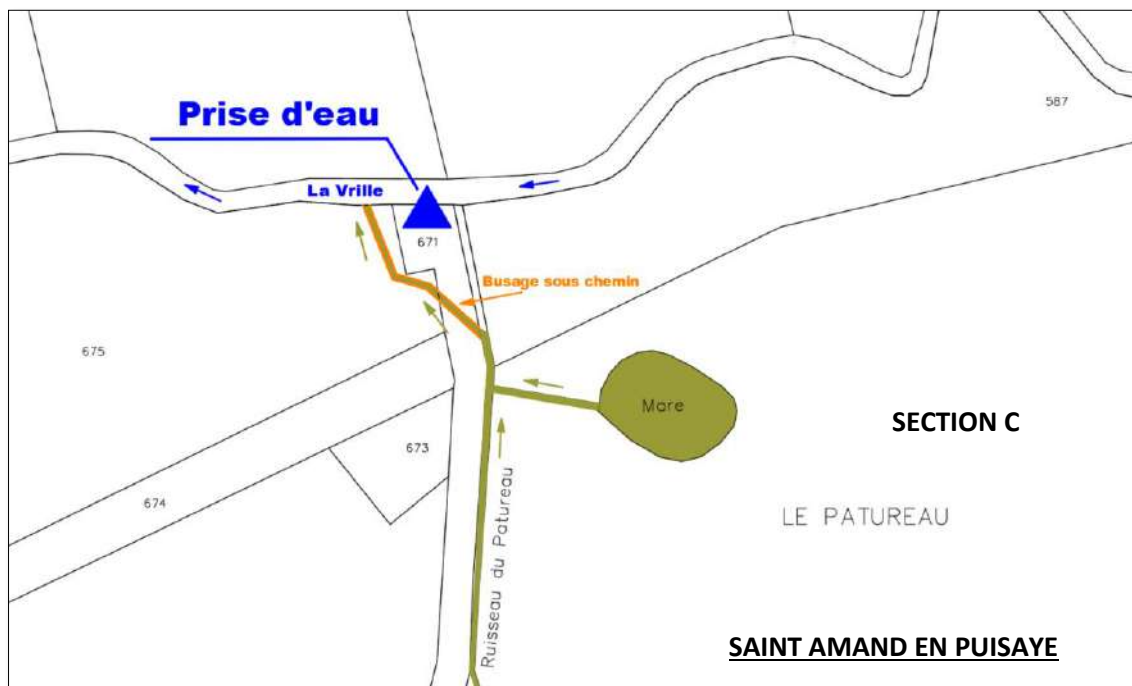 587
Prise d'eau
La Vrille
671
Busage sous chemin
675
Mare
SECTION C
673
674
LE PATUREAU
Ruisseau du Patureau
SAINT AMAND EN PUISAYE